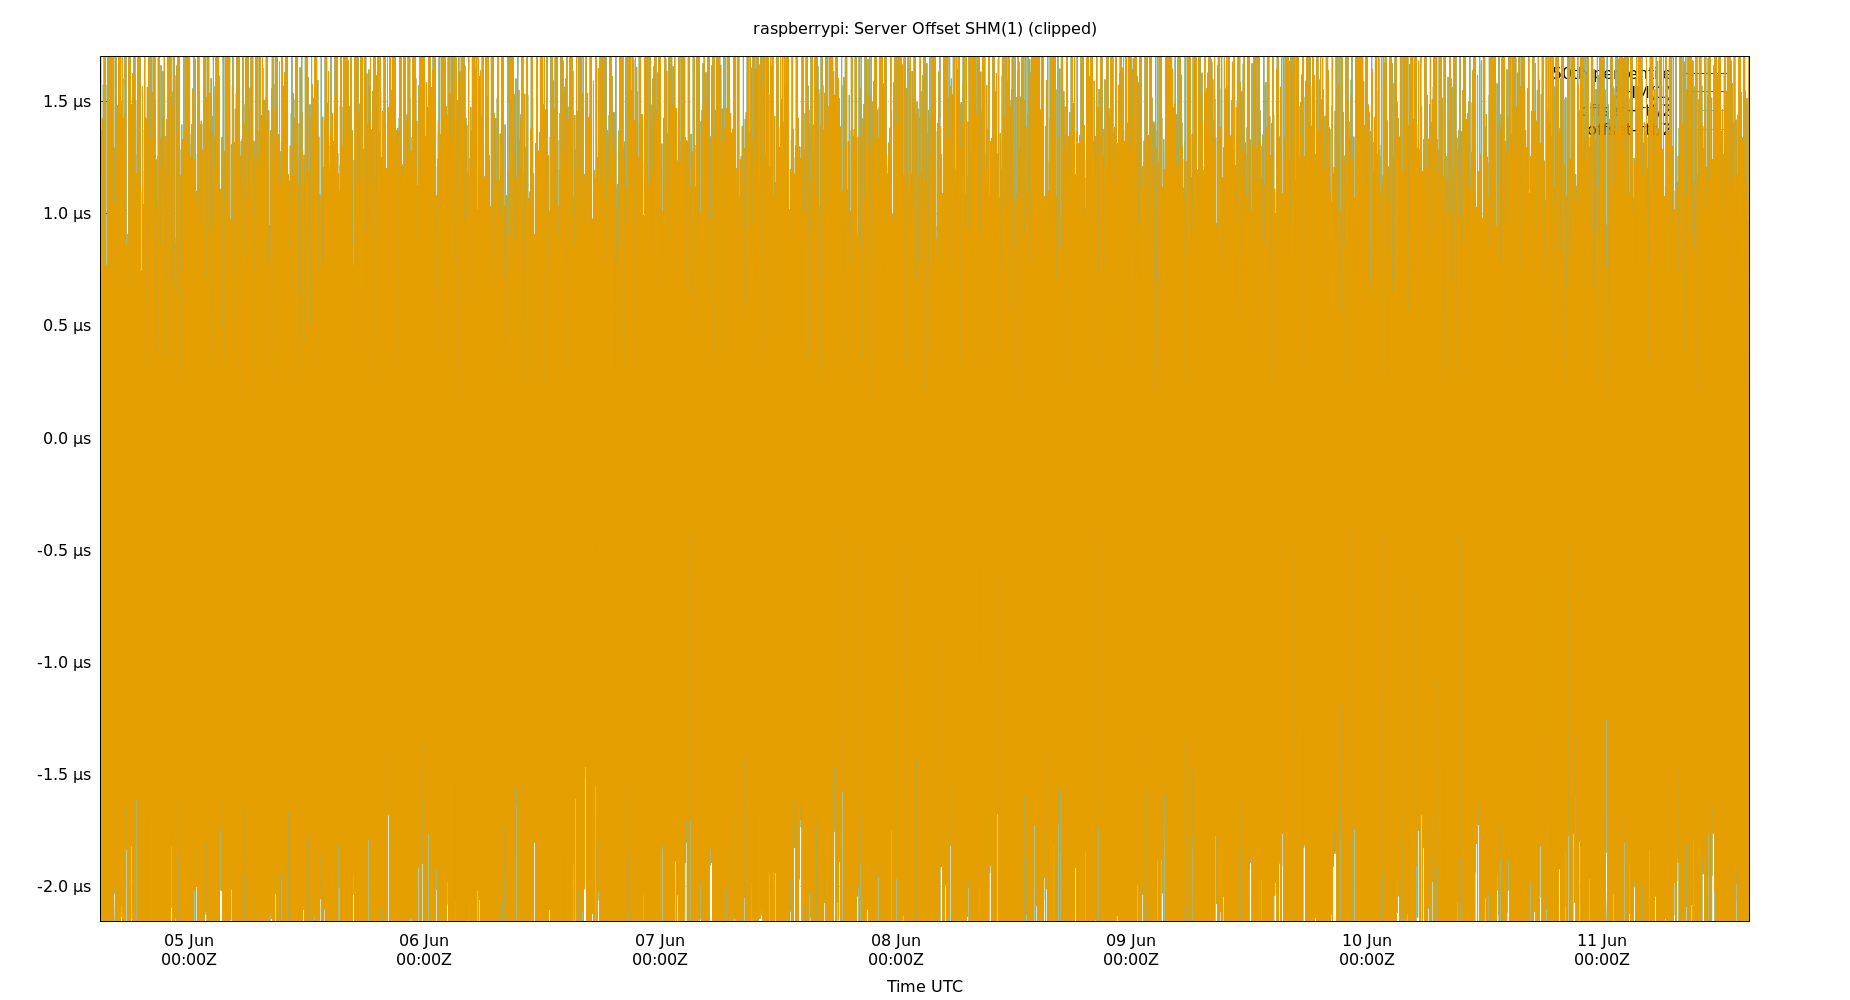 raspberrypi: Server Offset SHM(1) (clipped)
1.5 µs
1.0 µs
0.5 µs
0.0 µs
-0.5 µs
-1.0 µs
-1.5 µs
-2.0 µs
05 Jun 06 Jun 07 Jun 08 Jun 09 Jun 10 Jun 11 Jun
00:00Z 00:00Z 00:00Z 00:00Z 00:00Z 00:00Z 00:00Z
Time UTC